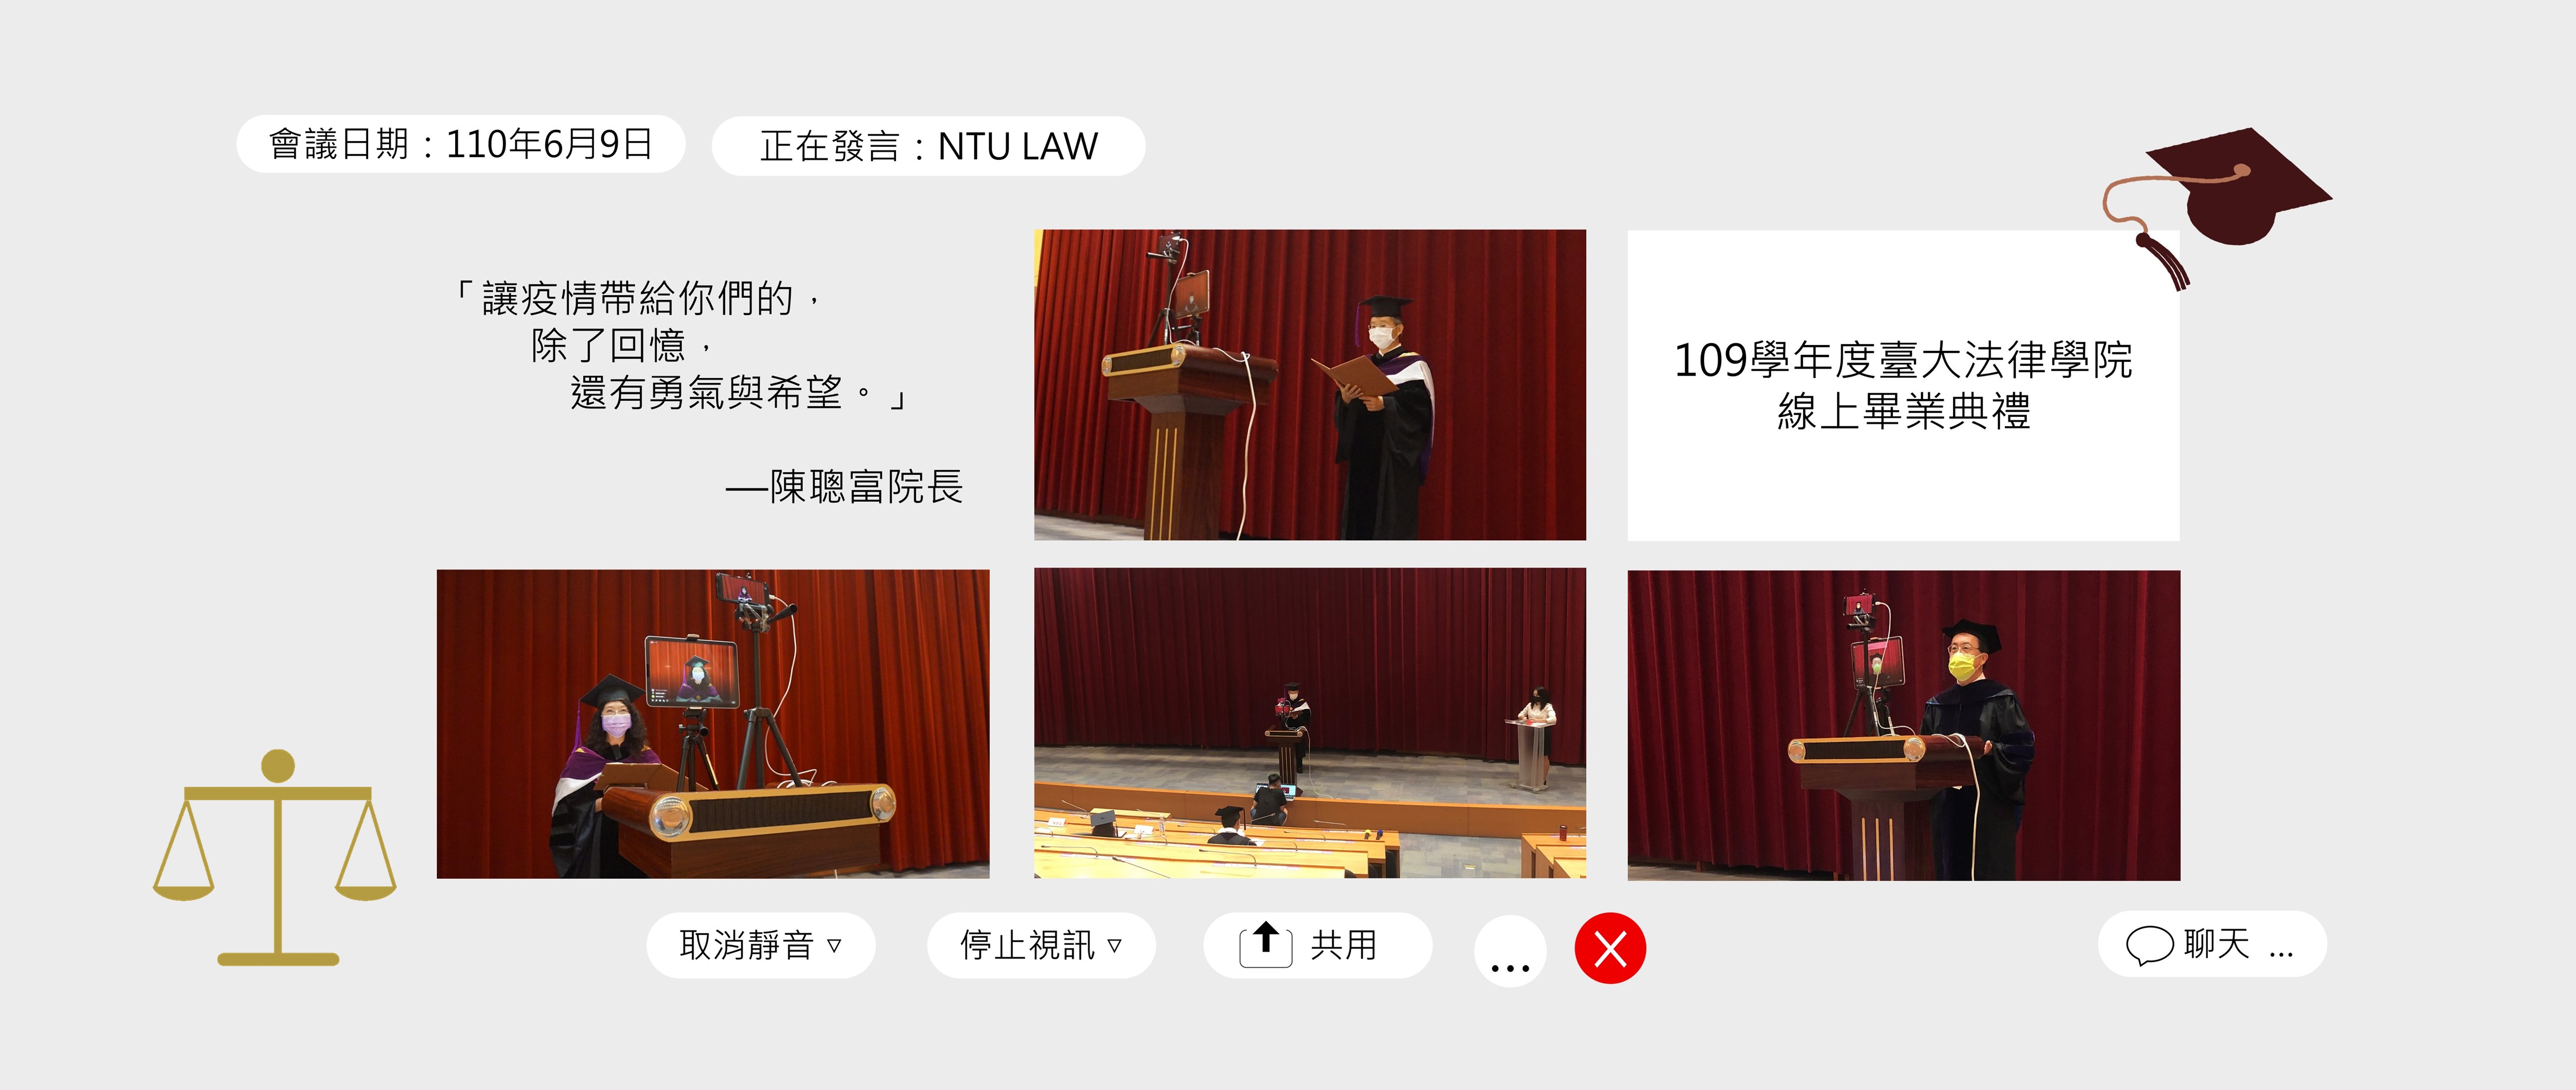 會議日期：110年6月9日
正在發言：NTU LAW
「讓疫情帶給你們的，
除了回憶，
還有勇氣與希望。」
—陳聰富院長
109學年度臺大法律學院
線上畢業典禮
取消靜音 ▽
停止視訊 ▽
共用
...
聊天 ...